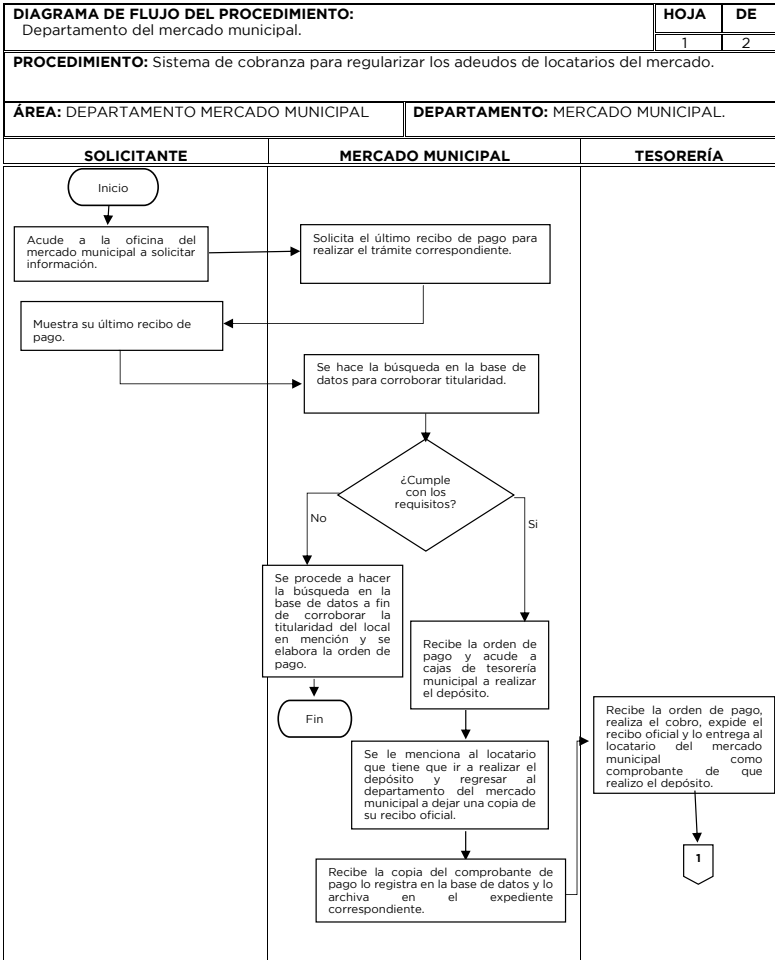 DIAGRAMA DE FLUJO DEL PROCEDIMIENTO:
Departamento del mercado municipal.
HOJA
DE
1
2
PROCEDIMIENTO: Sistema de cobranza para regularizar los adeudos de locatarios del mercado.
ÁREA: DEPARTAMENTO MERCADO MUNICIPAL
DEPARTAMENTO: MERCADO MUNICIPAL.
SOLICITANTE
MERCADO MUNICIPAL
TESORERÍA
Inicio
Acude a la oficina del
mercado municipal a solicitar
información.
Solicita el último recibo de pago para
realizar el trámite correspondiente.
Muestra su último recibo de
pago.
Se hace la búsqueda en la base de
datos para corroborar titularidad.
¿Cumple
con los
requisitos?
No
Si
Se procede a hacer
la búsqueda en la
base de datos a fin
de corroborar la
titularidad del local
en mención y se
elabora la orden de
pago.
Fin
Recibe la orden de
pago y acude a
cajas de tesorería
municipal a realizar
el depósito.
Se le menciona al locatario
que tiene que ir a realizar el
depósito y regresar al
departamento del mercado
municipal a dejar una copia de
su recibo oficial.
Recibe la copia del comprobante de
pago lo registra en la base de datos y lo
archiva en el expediente
correspondiente.
Recibe la orden de pago,
realiza el cobro, expide el
recibo oficial y lo entrega al
locatario del mercado
municipal como
comprobante de que
realizo el depósito.
1